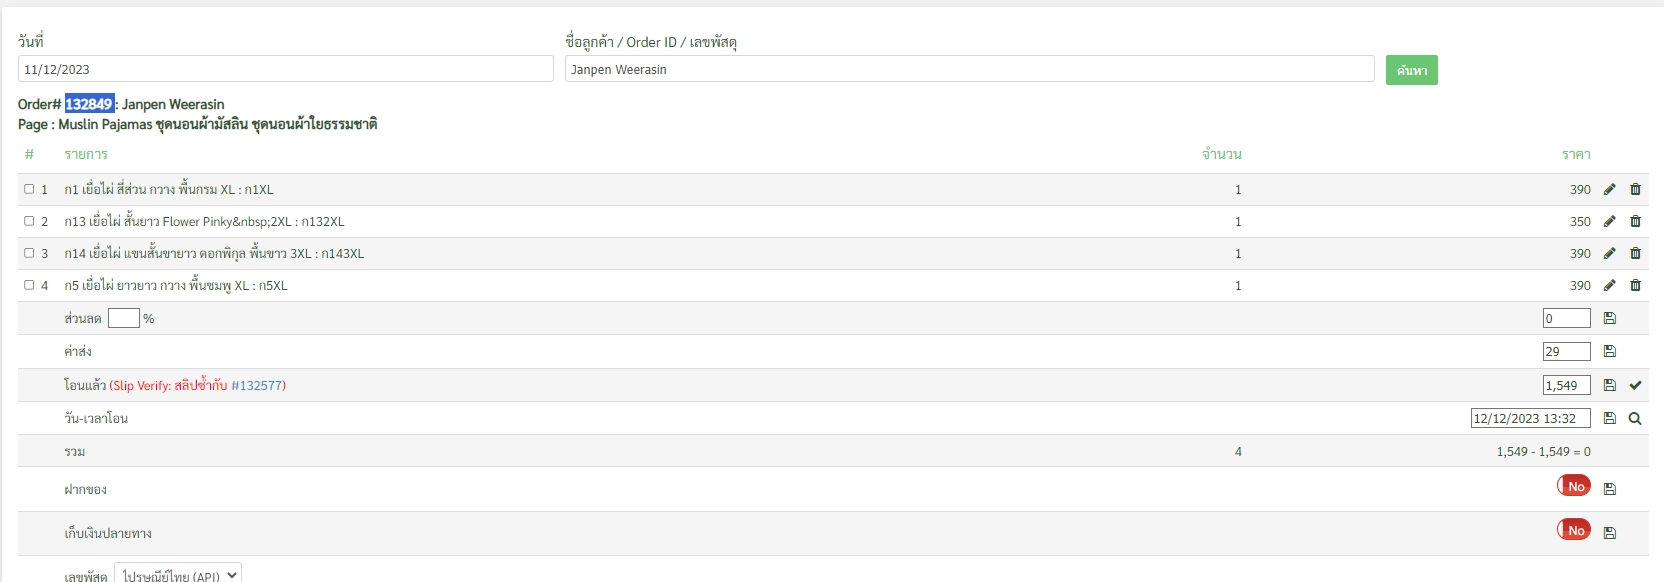 วันที่ ชื่อลูกค้า / Order ID / เลขพัสดุ
11/12/2023 Janpen Weerasin ค้นหา
Order# 132849 : Janpen Weerasin
Page : Muslin Pajamas ชุดนอนผ้ามัสลิน ชุดนอนผ้าใยธรรมชาติ
# รายการ จำนวน ราคา
1 ก1 เยื่อไผ่ สี่ส่วน กวาง พื้นกรม XL : ก1XL 1 390
2 ก13 เยื่อไผ่ สั้นยาว Flower Pinky&nbsp;2XL : ก132XL 1 350
3 ก14 เยื่อไผ่ แขนสั้นขายาว ดอกพิกุล พื้นขาว 3XL : ก143XL 1 390
4 ก5 เยื่อไผ่ ยาวยาว กวาง พื้นชมพู XL : ก5XL 1 390
ส่วนลด % 0
ค่าส่ง 29
โอนแล้ว (Slip Verify: สลิปซ้ำกับ #132577) 1,549
วัน-เวลาโอน 12/12/2023 13:32
รวม 4 1,549 - 1,549 = 0
ฝากของ No
เก็บเงินปลายทาง No
เลขพัสดุ ไปรษณีย์ไทย (API)